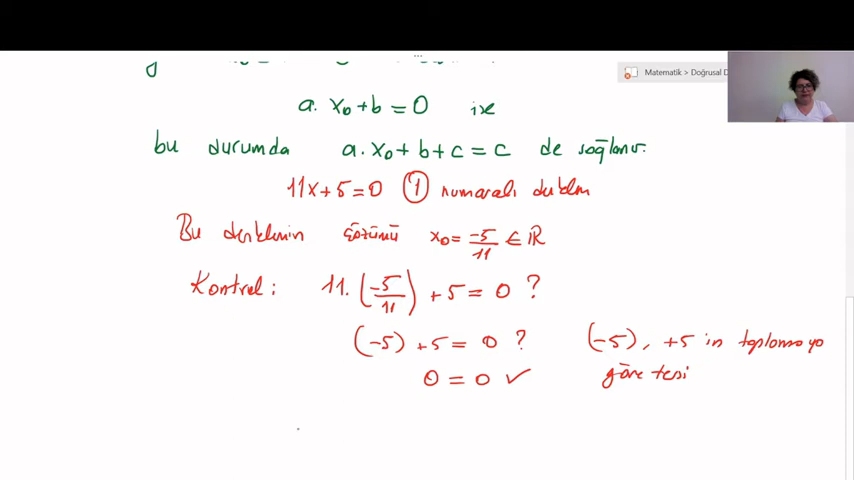 Matematik > Doğrusal D
a. x₀ + b = 0 ise
bu durumda a. x₀ + b + c = c de sağlanır.
11x + 5 = 0 ① numaralı denklem
Bu denklemin çözümü x₀ = -5/11 ∈ ℝ
Kontrol: 11. (-5/11) + 5 = 0 ?
(-5) + 5 = 0 ? (-5), +5 in toplamaya
0 = 0 ✓ göre tersi